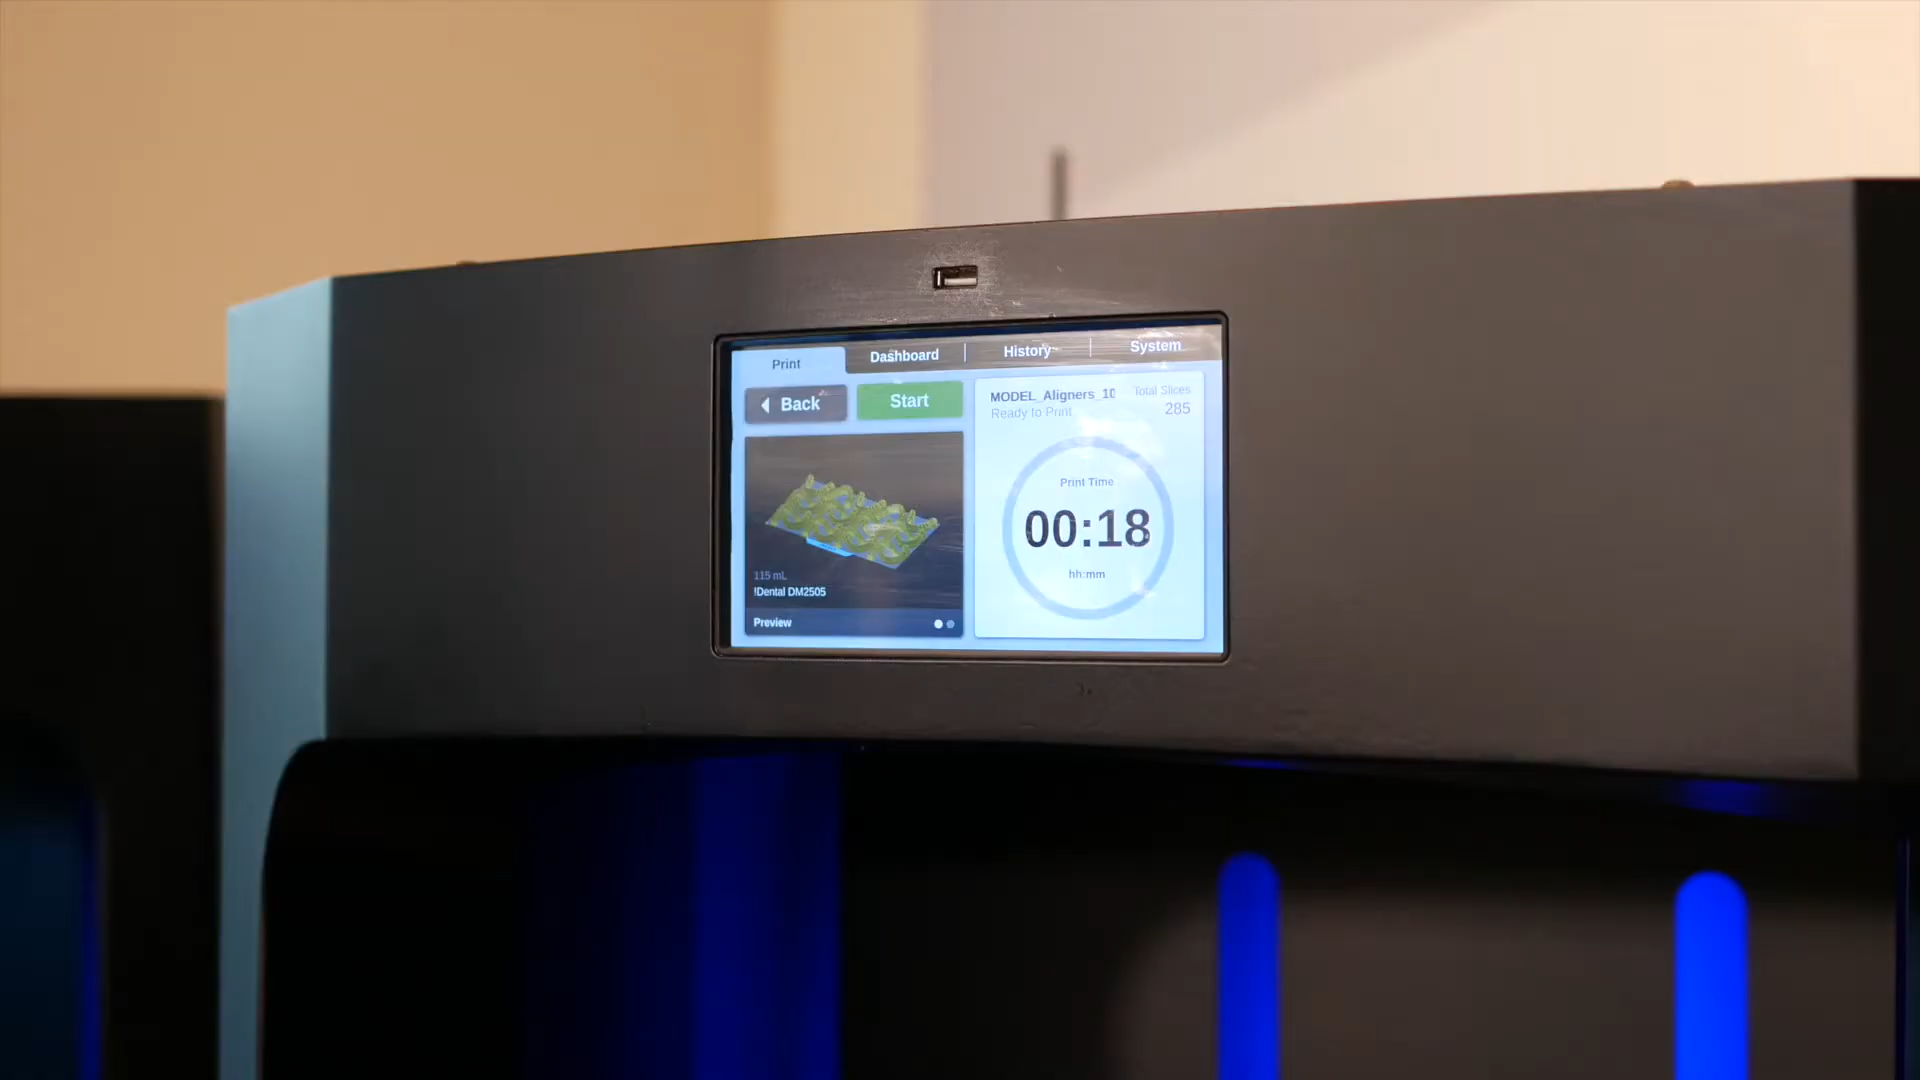 Print
Dashboard
History
System
Back
Start
MODEL_Aligners_10
Ready to Print
Total Slices
285
Print Time
00:18
hh:mm
115 mL
!Dental DM2505
Preview